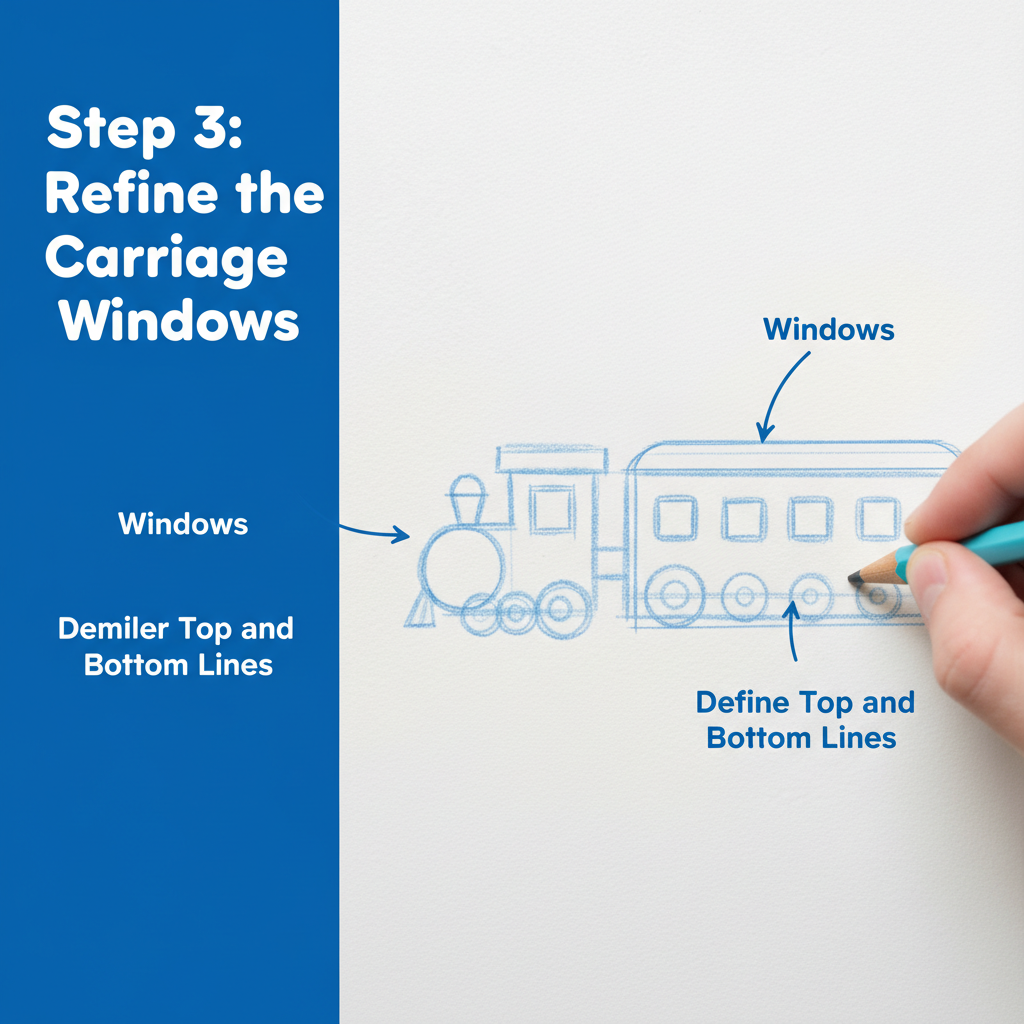 Step 3:
Refine the
Carriage
Windows
Windows
Demiler Top and
Bottom Lines
Windows
Define Top and
Bottom Lines